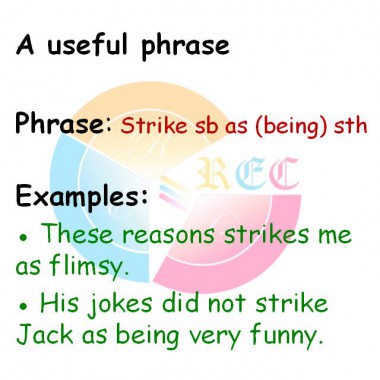 A useful phrase
Phrase: Strike sb as (being) sth
REC
Examples:
• These reasons strikes me
as flimsy.
• His jokes did not strike
Jack as being very funny.